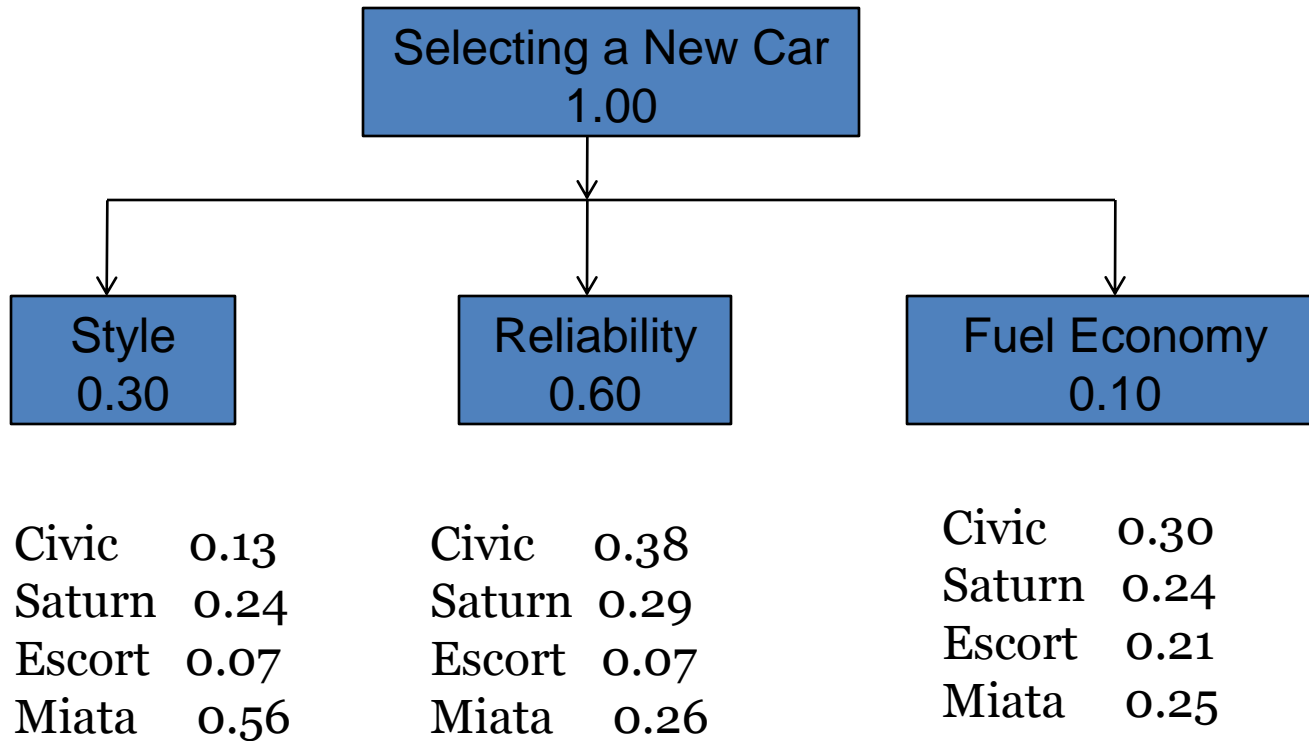 Selecting a New Car
1.00
Style
0.30
Reliability
0.60
Fuel Economy
0.10
Civic 0.13
Saturn 0.24
Escort 0.07
Miata 0.56
Civic 0.38
Saturn 0.29
Escort 0.07
Miata 0.26
Civic 0.30
Saturn 0.24
Escort 0.21
Miata 0.25